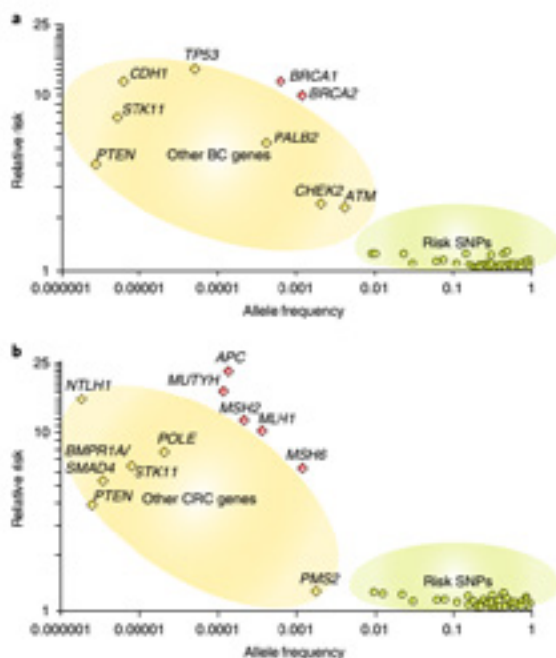 a
25
TP53
CDH1
BRCA1
10
BRCA2
STK11
Relative risk
PALB2
PTEN
Other BC genes
CHEK2
ATM
Risk SNPs
1
0.000001
0.00001
0.0001
0.001
0.01
0.1
1
Allele frequency
b
25
APC
NTLH1
MUTYH
MSH2
MLH1
10
POLE
BMPR1A/
MSH6
SMAD4
STK11
Relative risk
PTEN
Other CRC genes
PMS2
Risk SNPs
1
0.000001
0.00001
0.0001
0.001
0.01
0.1
1
Allele frequency